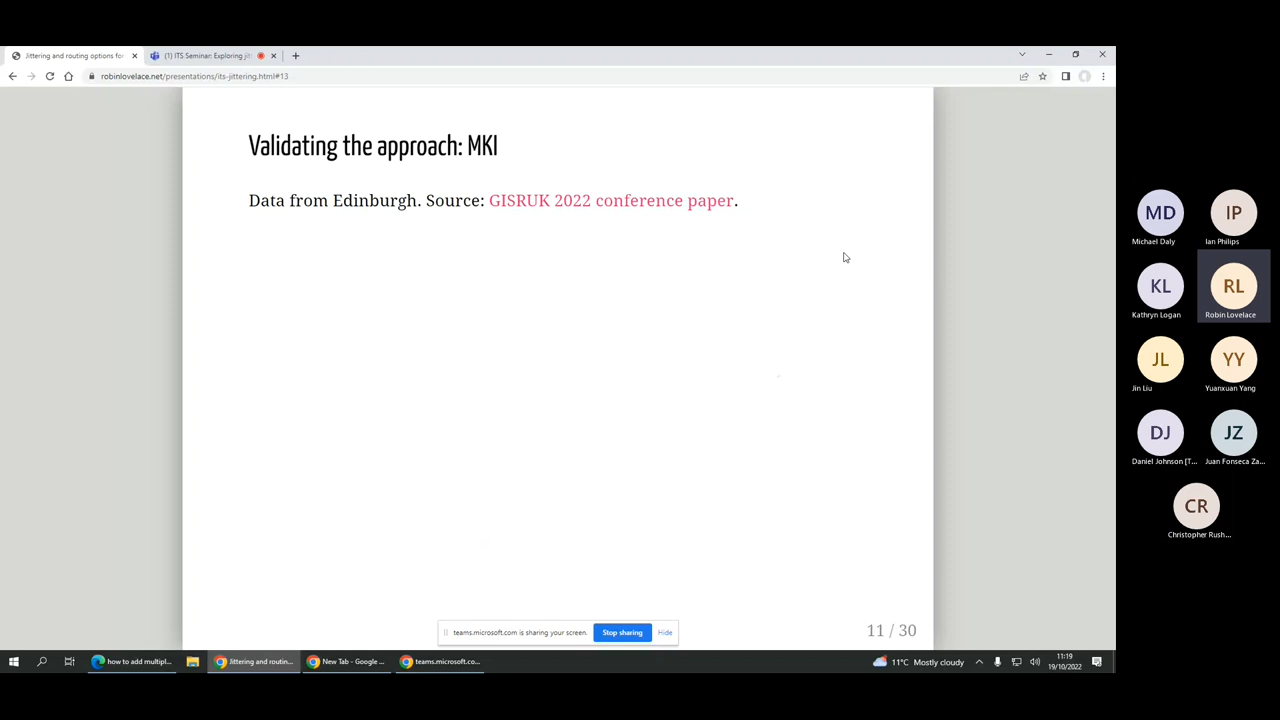 Jittering and routing options for
(1) ITS Seminar: Exploring jit
robinlovelace.net/presentations/its-jittering.html#13
Validating the approach: MKI
Data from Edinburgh. Source: GISRUK 2022 conference paper.
MD
IP
Michael Daly
Ian Philips
KL
RL
Kathryn Logan
Robin Lovelace
JL
YY
Jin Liu
Yuanxuan Yang
DJ
JZ
Daniel Johnson [T...
Juan Fonseca Za...
CR
Christopher Rush...
teams.microsoft.com is sharing your screen.
Stop sharing
Hide
11 / 30
how to add multipl...
Jittering and routin...
New Tab - Google ...
teams.microsoft.co...
11°C Mostly cloudy
11:19
19/10/2022